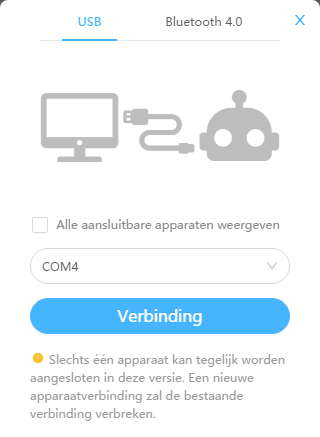 USB Bluetooth 4.0 X
Alle aansluitbare apparaten weergeven
COM4
Verbinding
Slechts één apparaat kan tegelijk worden
aangesloten in deze versie. Een nieuwe
apparaatverbinding zal de bestaande
verbinding verbreken.